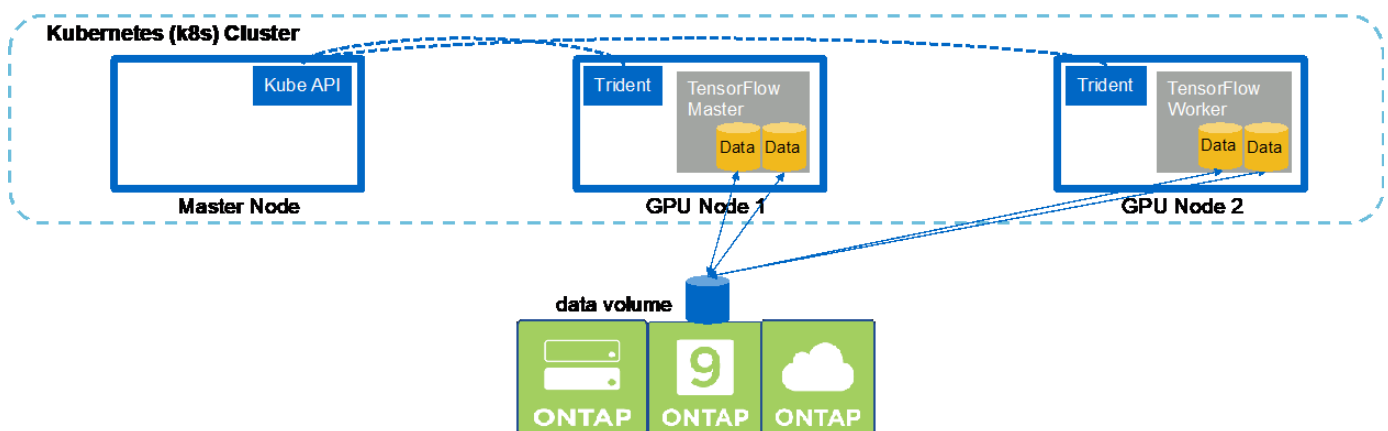 Kubernetes (k8s) Cluster
Kube API
Master Node
Trident
TensorFlow
Master
Data
Data
GPU Node 1
Trident
TensorFlow
Worker
Data
Data
GPU Node 2
data volume
ONTAP
9
ONTAP
ONTAP